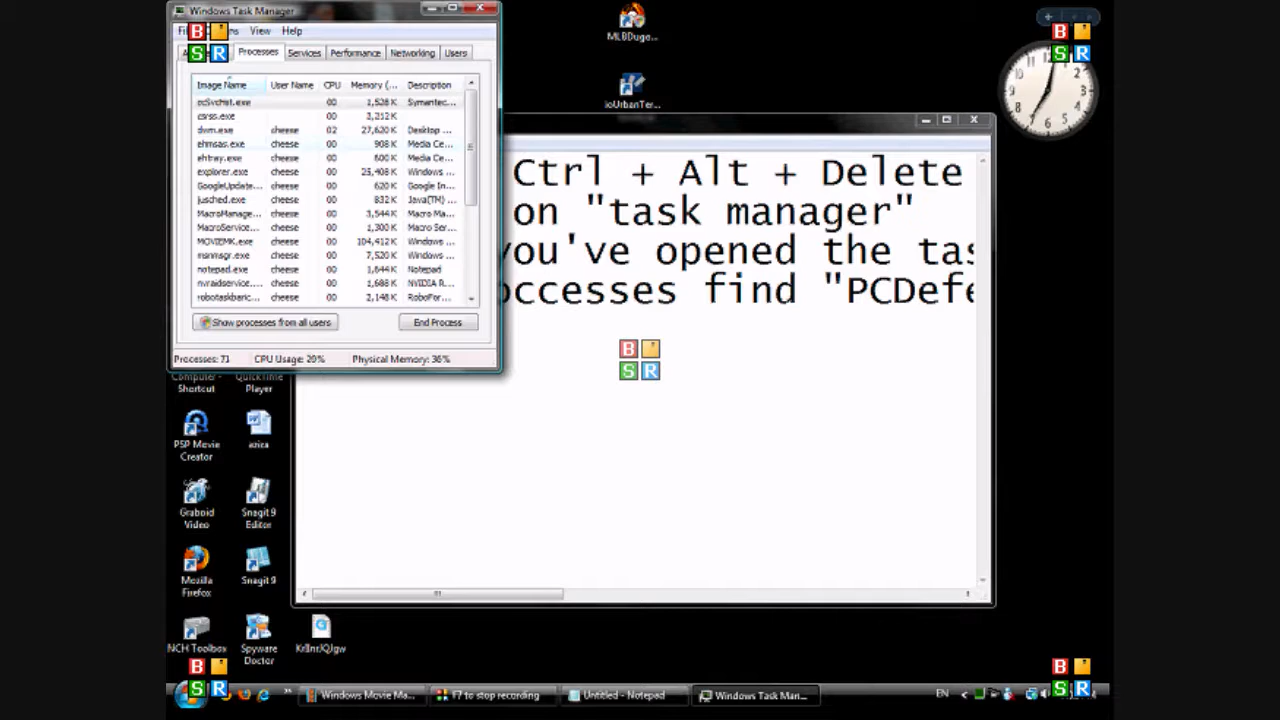 Windows Task Manager
View Help
Processes Services Performance Networking Users
Image Name User Name CPU Memory (... Description
ccSvcHst.exe 00 1,528 K Symantec...
csrss.exe 00 3,212 K
dwm.exe cheese 02 27,620 K Desktop ...
ehmsas.exe cheese 00 908 K Media Ce...
ehtray.exe cheese 00 600 K Media Ce...
explorer.exe cheese 00 25,408 K Windows ...
GoogleUpdate... cheese 00 620 K Google In...
jusched.exe cheese 00 832 K Java(TM) ...
MacroManage... cheese 00 3,544 K Macro Ma...
MacroService... cheese 00 1,300 K Macro Ser...
MOVIEMK.exe cheese 00 104,412 K Windows ...
msnmsgr.exe cheese 00 7,520 K Windows ...
notepad.exe cheese 00 1,644 K Notepad
nvraidservice... cheese 00 1,688 K NVIDIA R...
robotaskbaric... cheese 00 2,148 K RoboFor...
Show processes from all users End Process
Processes: 71 CPU Usage: 29% Physical Memory: 36%
MLBDuge...
ioUrbanTer...
Ctrl + Alt + Delete
on "task manager"
you've opened the tas
occesses find "PCDefe
B
S R
B
S R
B
S R
Computer - Shortcut
QuickTime Player
PSP Movie Creator
azica
Graboid Video
Snagit 9 Editor
Mozilla Firefox
Snagit 9
NCH Toolbox
Spyware Doctor
B
S R
B
S R
Windows Movie Ma...
F7 to stop recording
Untitled - Notepad
Windows Task Man...
EN